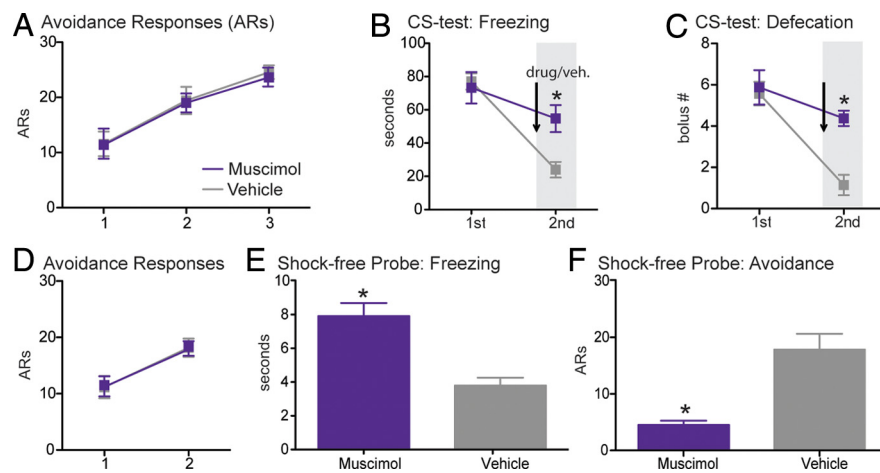 A Avoidance Responses (ARs)
30
20
10
0
ARs
1 2 3
Muscimol
Vehicle
B CS-test: Freezing
100
80
60
40
20
0
seconds
drug/veh.
*
1st 2nd
C CS-test: Defecation
6
4
2
0
bolus #
*
1st 2nd
D Avoidance Responses
30
20
10
0
ARs
1 2
E Shock-free Probe: Freezing
10
8
6
4
2
0
seconds
*
Muscimol Vehicle
F Shock-free Probe: Avoidance
30
20
10
0
ARs
*
Muscimol Vehicle